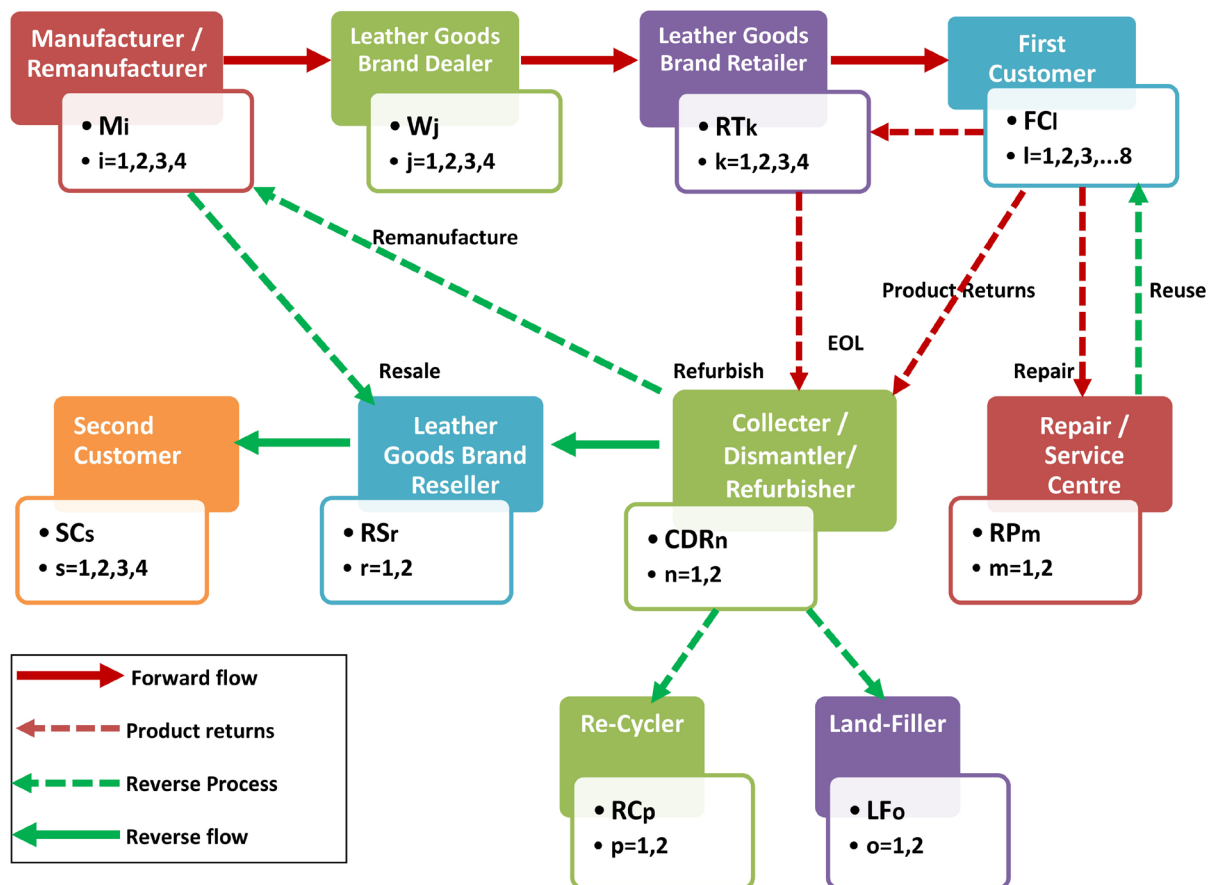 Manufacturer /
Remanufacturer
• Mi
• i=1,2,3,4
Leather Goods
Brand Dealer
• Wj
• j=1,2,3,4
Leather Goods
Brand Retailer
• RTk
• k=1,2,3,4
First
Customer
• FCl
• l=1,2,3,...8
Remanufacture
Product Returns
Reuse
EOL
Resale
Refurbish
Repair
Second
Customer
• SCs
• s=1,2,3,4
Leather
Goods Brand
Reseller
• RSr
• r=1,2
Collecter /
Dismantler/
Refurbisher
• CDRn
• n=1,2
Repair /
Service
Centre
• RPm
• m=1,2
Forward flow
Product returns
Reverse Process
Reverse flow
Re-Cycler
• RCp
• p=1,2
Land-Filler
• LFo
• o=1,2